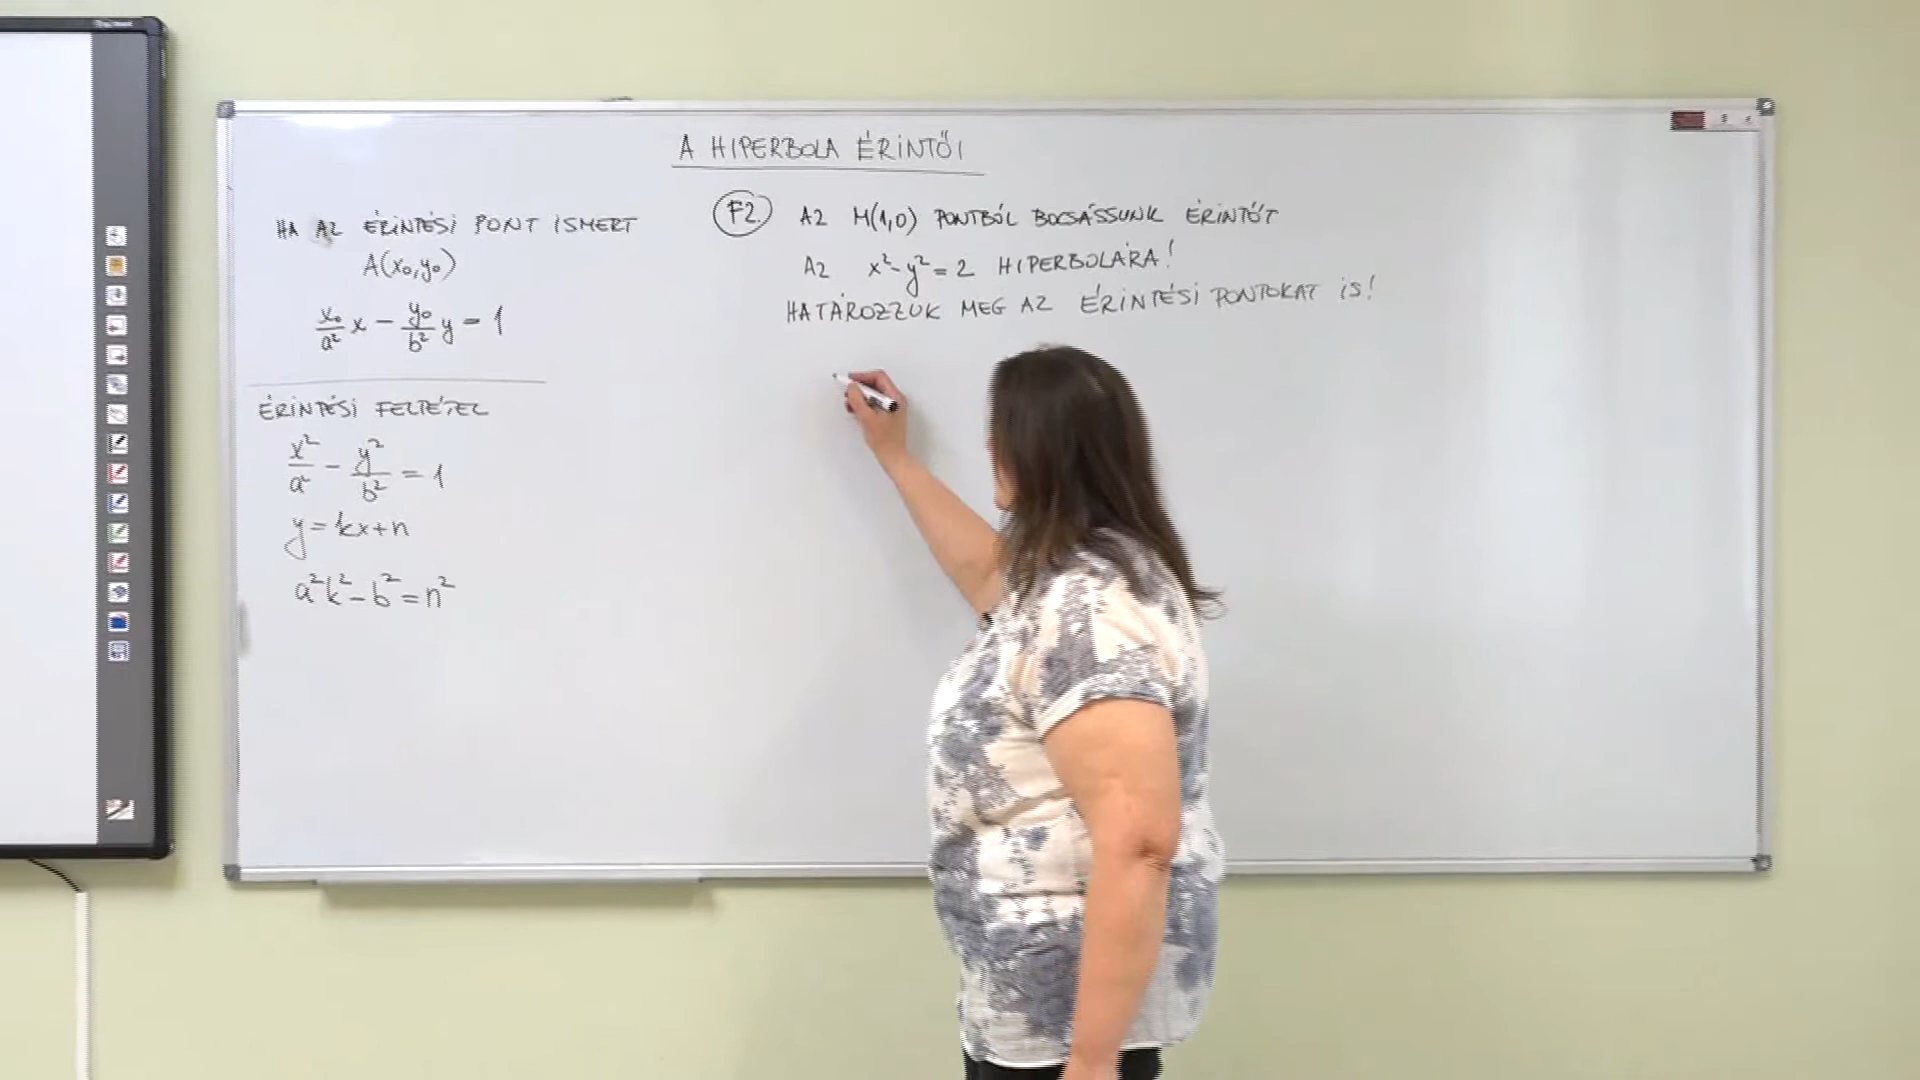 A HIPERBOLA ÉRINTŐI
HA AZ ÉRINTÉSI PONT ISMERT
A(x₀,y₀)
x₀/a² x - y₀/b² y = 1
ÉRINTÉSI FELTÉTEL
x²/a² - y²/b² = 1
y = kx+n
a²k² - b² = n²
F2. AZ M(1,0) PONTBÓL BOCSÁSSUNK ÉRINTŐT
AZ x²-y² = 2 HIPERBOLÁRA!
HATÁROZZUK MEG AZ ÉRINTÉSI PONTOKAT IS!